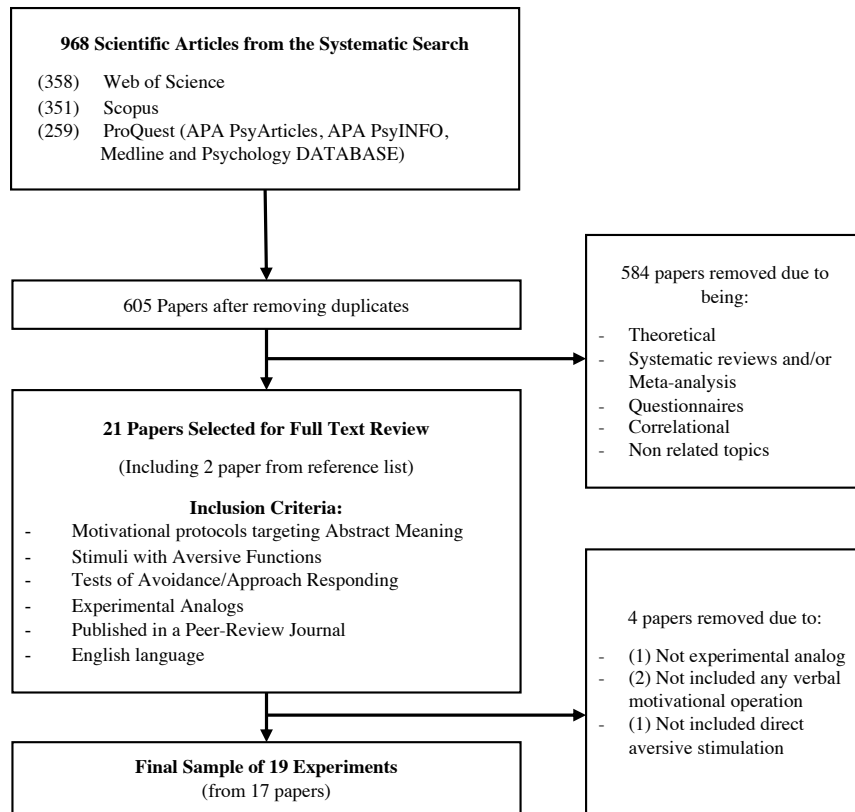 968 Scientific Articles from the Systematic Search
(358) Web of Science
(351) Scopus
(259) ProQuest (APA PsyArticles, APA PsyINFO,
Medline and Psychology DATABASE)
605 Papers after removing duplicates
584 papers removed due to
being:
- Theoretical
- Systematic reviews and/or
Meta-analysis
- Questionnaires
- Correlational
- Non related topics
21 Papers Selected for Full Text Review
(Including 2 paper from reference list)
Inclusion Criteria:
- Motivational protocols targeting Abstract Meaning
- Stimuli with Aversive Functions
- Tests of Avoidance/Approach Responding
- Experimental Analogs
- Published in a Peer-Review Journal
- English language
4 papers removed due to:
- (1) Not experimental analog
- (2) Not included any verbal
motivational operation
- (1) Not included direct
aversive stimulation
Final Sample of 19 Experiments
(from 17 papers)